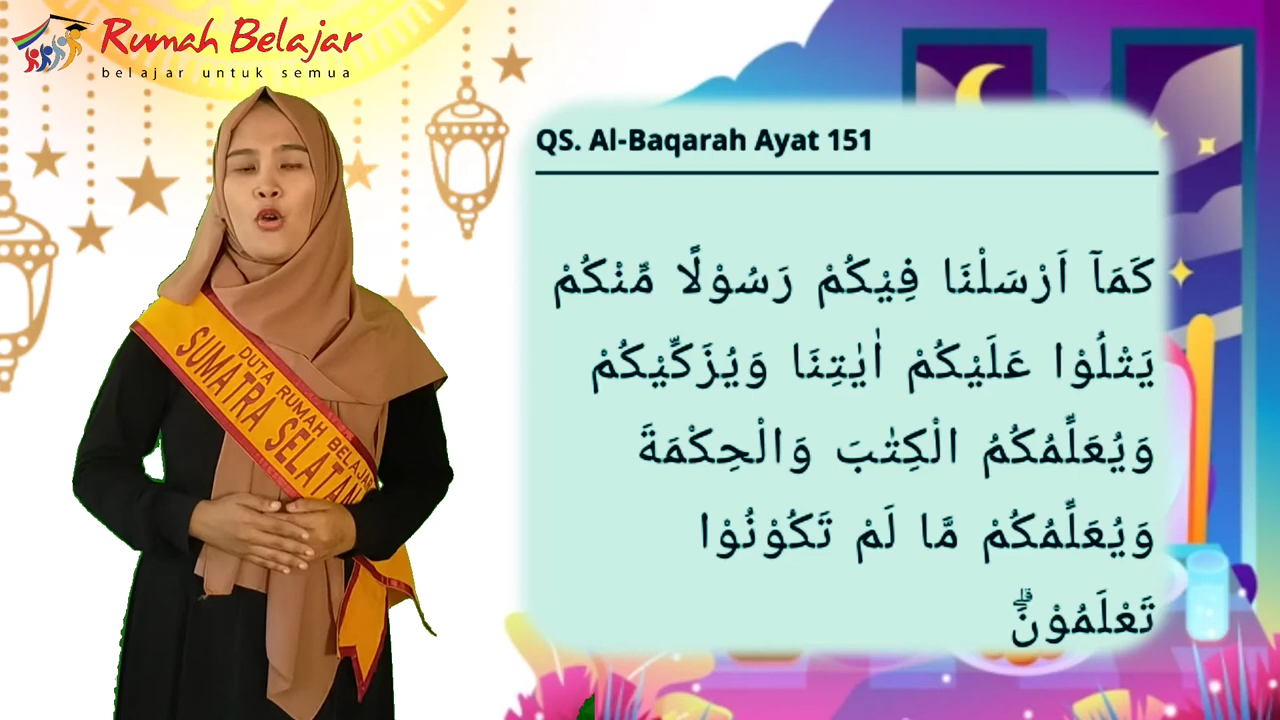 Rumah Belajar
belajar untuk semua
QS. Al-Baqarah Ayat 151
كَمَآ اَرْسَلْنَا فِيْكُمْ رَسُوْلًا مِّنْكُمْ
يَتْلُوْا عَلَيْكُمْ اٰيٰتِنَا وَيُزَكِّيْكُمْ
وَيُعَلِّمُكُمُ الْكِتٰبَ وَالْحِكْمَةَ
وَيُعَلِّمُكُمْ مَّا لَمْ تَكُوْنُوْا
تَعْلَمُوْنَۗ
DUTA RUMAH BELAJAR
SUMATRA SELATAN